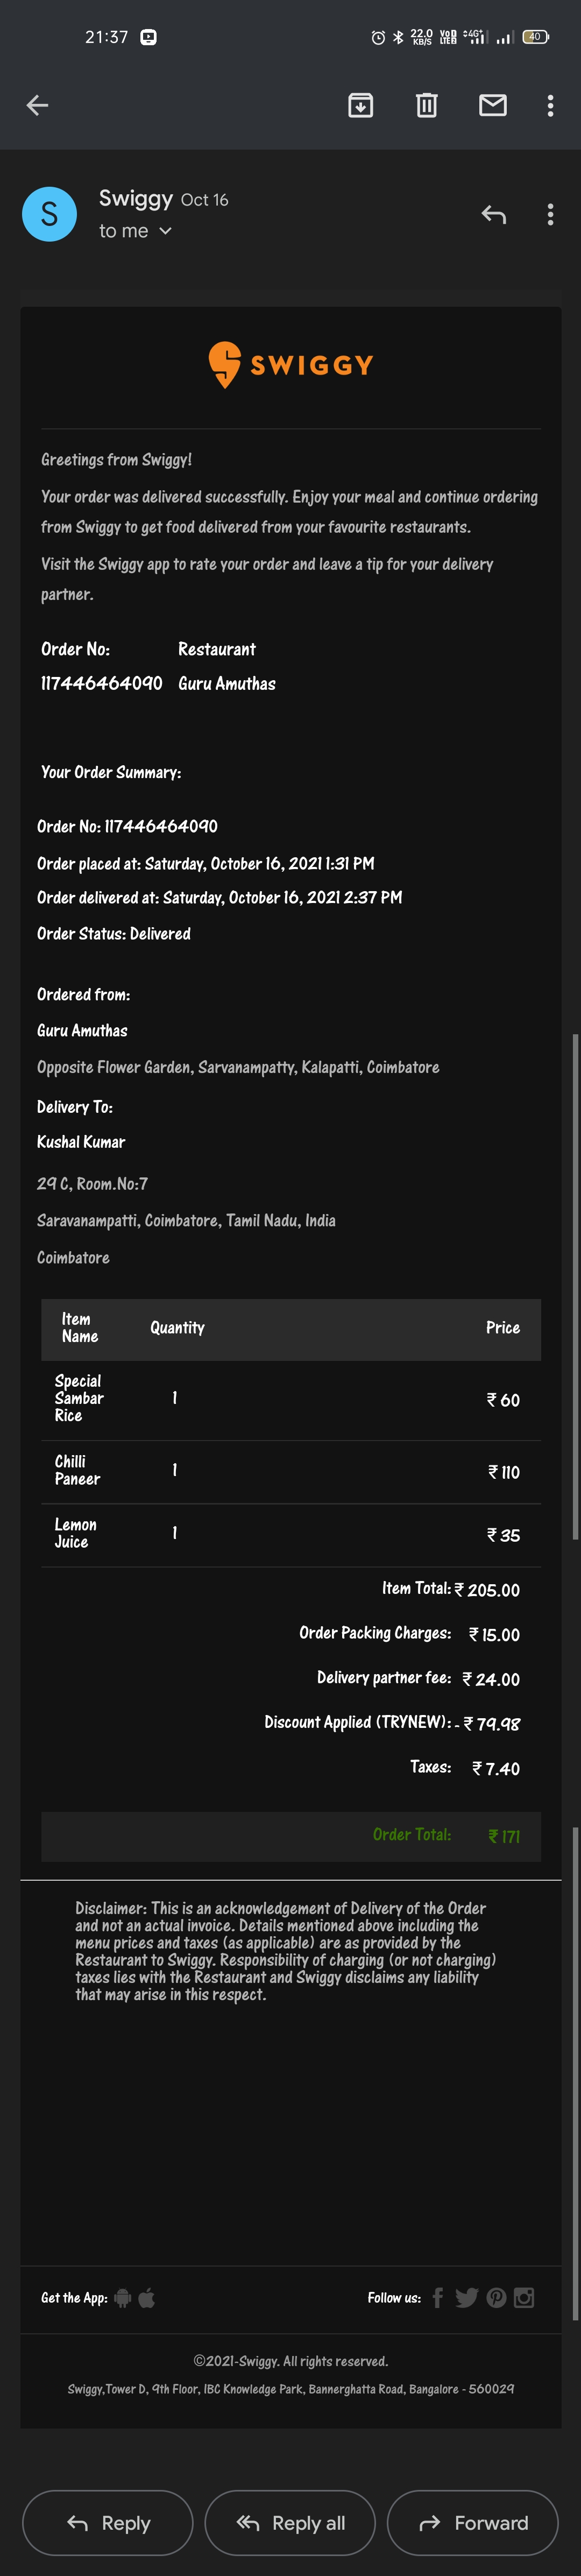 21:37
22.0
KB/S
Vo
LTE2
4G+
40
S
Swiggy Oct 16
to me
SWIGGY
Greetings from Swiggy!
Your order was delivered successfully. Enjoy your meal and continue ordering
from Swiggy to get food delivered from your favourite restaurants.
Visit the Swiggy app to rate your order and leave a tip for your delivery
partner.
Order No: Restaurant
117446464090 Guru Amuthas
Your Order Summary:
Order No: 117446464090
Order placed at: Saturday, October 16, 2021 1:31 PM
Order delivered at: Saturday, October 16, 2021 2:37 PM
Order Status: Delivered
Ordered from:
Guru Amuthas
Opposite Flower Garden, Sarvanampatty, Kalapatti, Coimbatore
Delivery To:
Kushal Kumar
29 C, Room.No:7
Saravanampatti, Coimbatore, Tamil Nadu, India
Coimbatore
Item
Name
Quantity
Price
Special
Sambar
Rice
1
₹ 60
Chilli
Paneer
1
₹ 110
Lemon
Juice
1
₹ 35
Item Total: ₹ 205.00
Order Packing Charges: ₹ 15.00
Delivery partner fee: ₹ 24.00
Discount Applied (TRYNEW): - ₹ 79.98
Taxes: ₹ 7.40
Order Total: ₹ 171
Disclaimer: This is an acknowledgement of Delivery of the Order
and not an actual invoice. Details mentioned above including the
menu prices and taxes (as applicable) are as provided by the
Restaurant to Swiggy. Responsibility of charging (or not charging)
taxes lies with the Restaurant and Swiggy disclaims any liability
that may arise in this respect.
Get the App: Follow us:
©2021-Swiggy. All rights reserved.
Swiggy,Tower D, 9th Floor, IBC Knowledge Park, Bannerghatta Road, Bangalore - 560029
Reply Reply all Forward